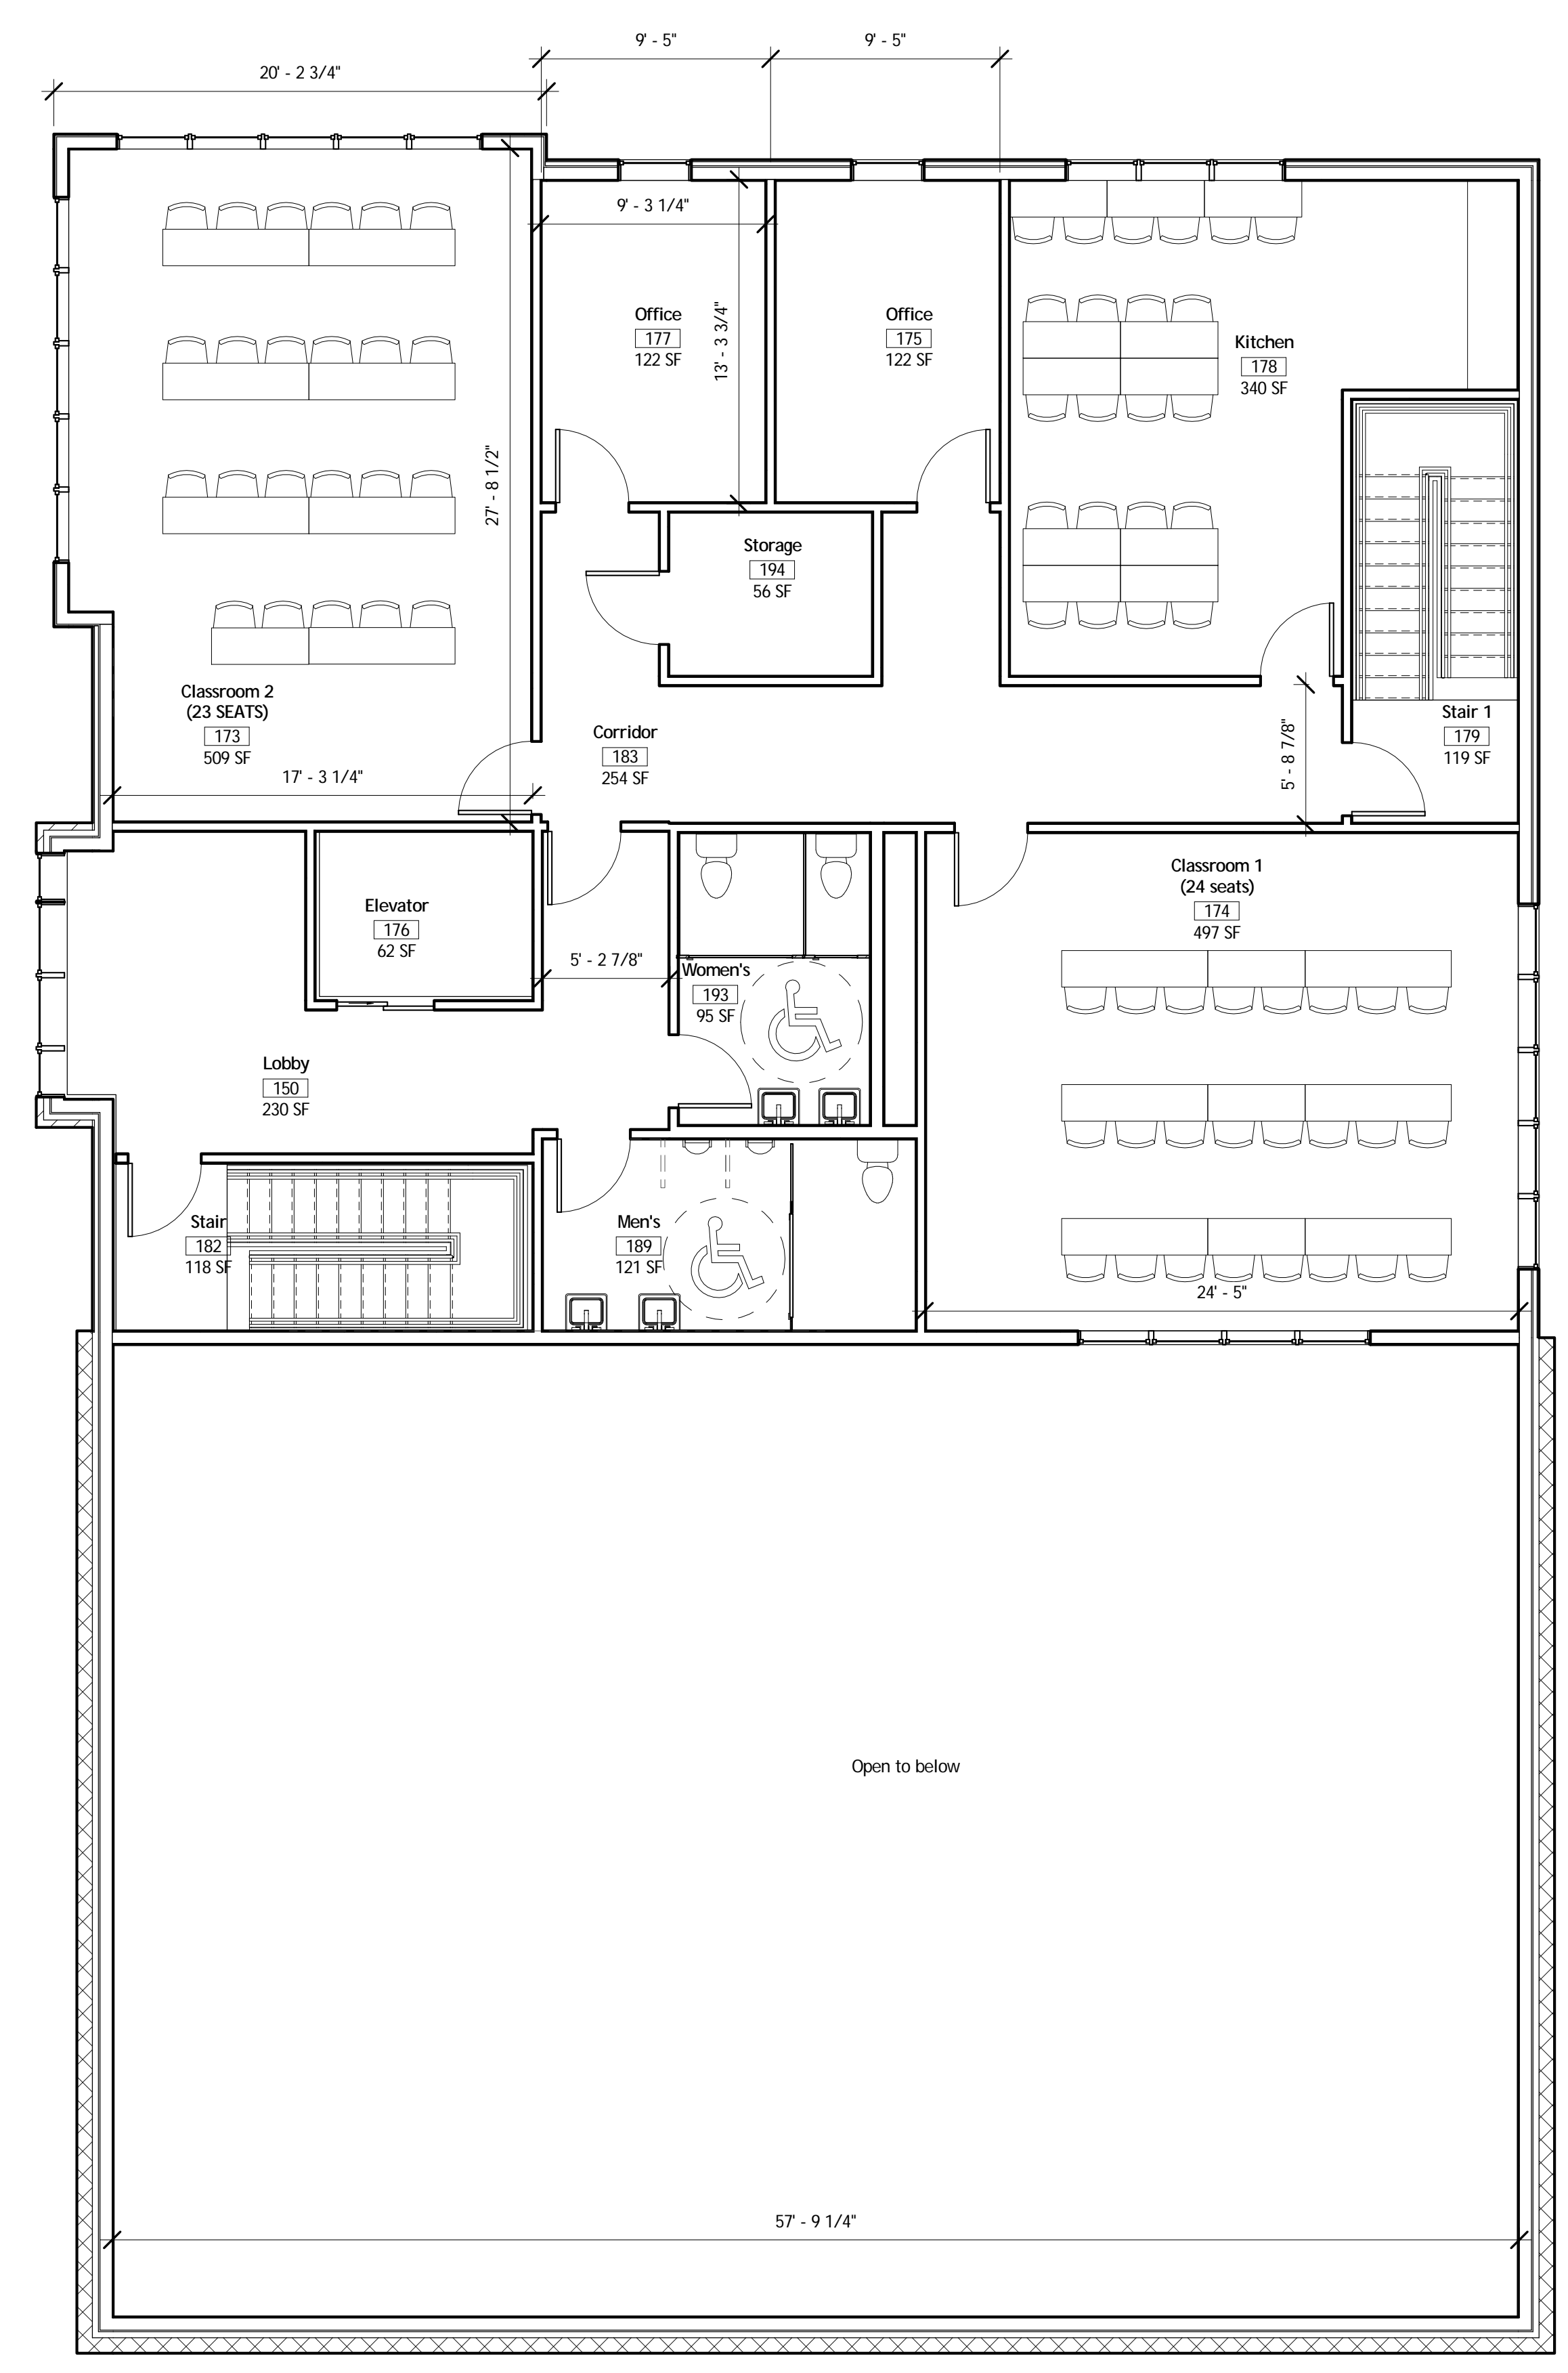 9' - 5"
9' - 5"
20' - 2 3/4"
9' - 3 1/4"
Office
177
122 SF
13' - 3 3/4"
Office
175
122 SF
Kitchen
178
340 SF
27' - 8 1/2"
Storage
194
56 SF
Classroom 2
(23 SEATS)
173
509 SF
17' - 3 1/4"
Corridor
183
254 SF
5' - 8 7/8"
Stair 1
179
119 SF
Classroom 1
(24 seats)
174
497 SF
Elevator
176
62 SF
5' - 2 7/8"
Women's
193
95 SF
Lobby
150
230 SF
Stair
182
118 SF
Men's
189
121 SF
24' - 5"
Open to below
57' - 9 1/4"